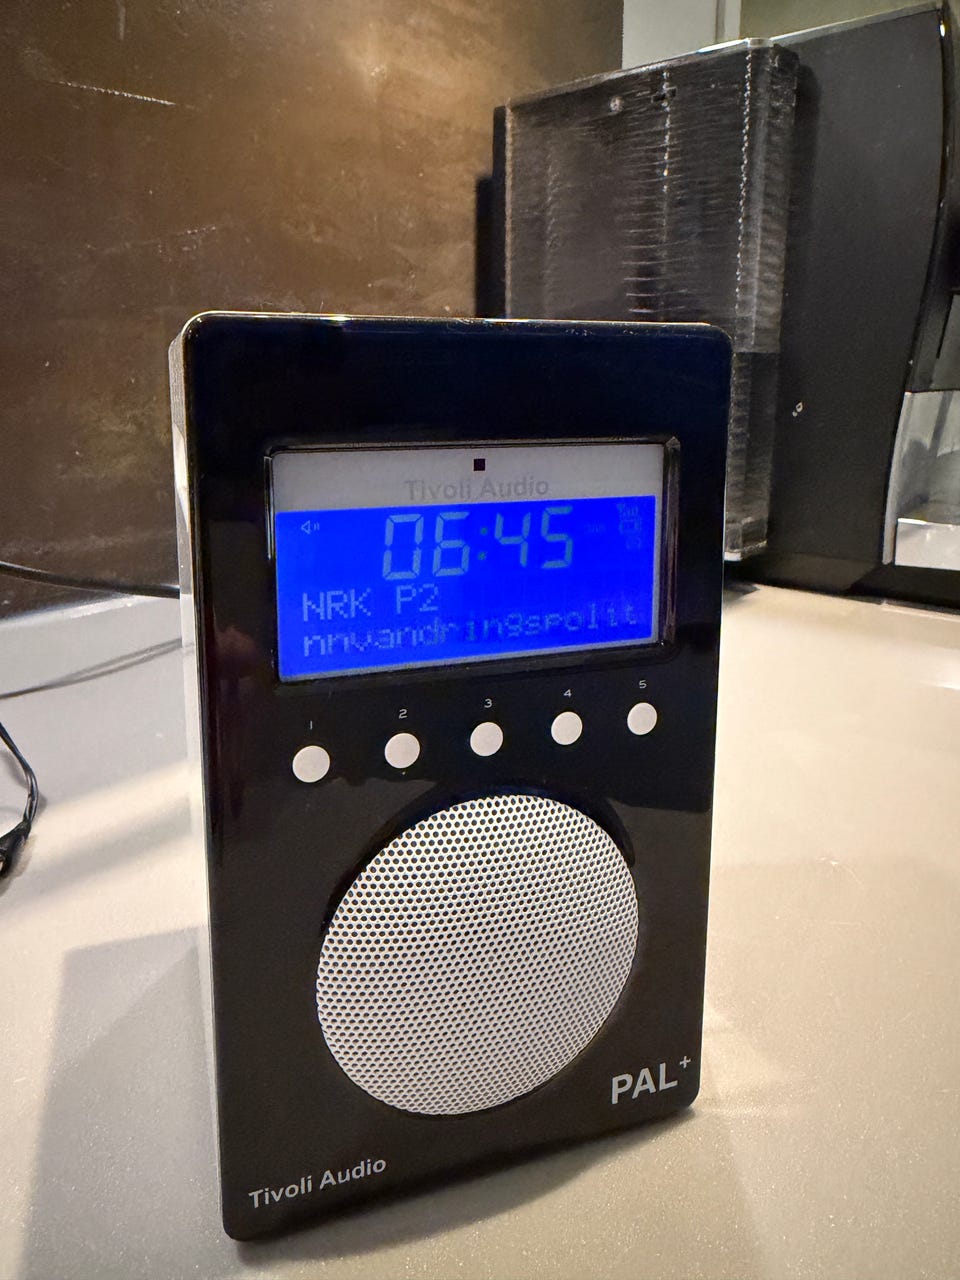 Tivoli Audio
06:45
NRK P2
nnvandringspolit
1 2 3 4 5
PAL+
Tivoli Audio